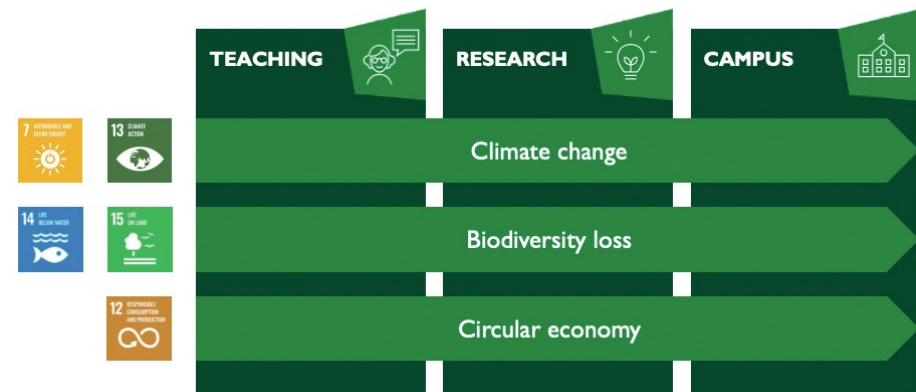 TEACHING
RESEARCH
CAMPUS
7 AFFORDABLE AND
CLEAN ENERGY
13 CLIMATE
ACTION
Climate change
14 LIFE
BELOW WATER
15 LIFE
ON LAND
Biodiversity loss
12 RESPONSIBLE
CONSUMPTION
AND PRODUCTION
Circular economy